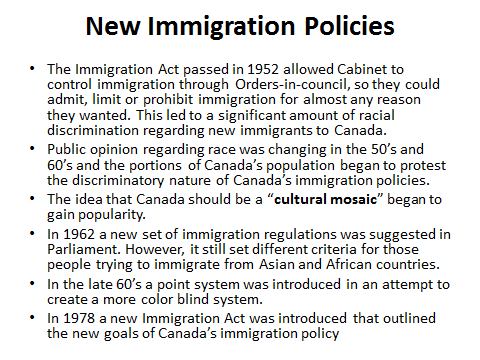 New Immigration Policies
• The Immigration Act passed in 1952 allowed Cabinet to
control immigration through Orders-in-council, so they could
admit, limit or prohibit immigration for almost any reason
they wanted. This led to a significant amount of racial
discrimination regarding new immigrants to Canada.
• Public opinion regarding race was changing in the 50's and
60's and the portions of Canada's population began to protest
the discriminatory nature of Canada's immigration policies.
• The idea that Canada should be a "cultural mosaic" began to
gain popularity.
• In 1962 a new set of immigration regulations was suggested in
Parliament. However, it still set different criteria for those
people trying to immigrate from Asian and African countries.
• In the late 60's a point system was introduced in an attempt to
create a more color blind system.
• In 1978 a new Immigration Act was introduced that outlined
the new goals of Canada's immigration policy